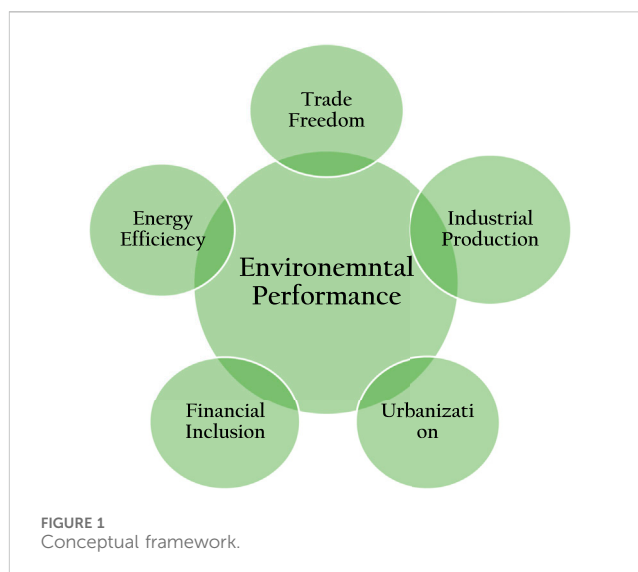 Trade
Freedom
Energy
Efficiency
Industrial
Production
Environemntal
Performance
Financial
Inclusion
Urbanizati
on
FIGURE 1
Conceptual framework.